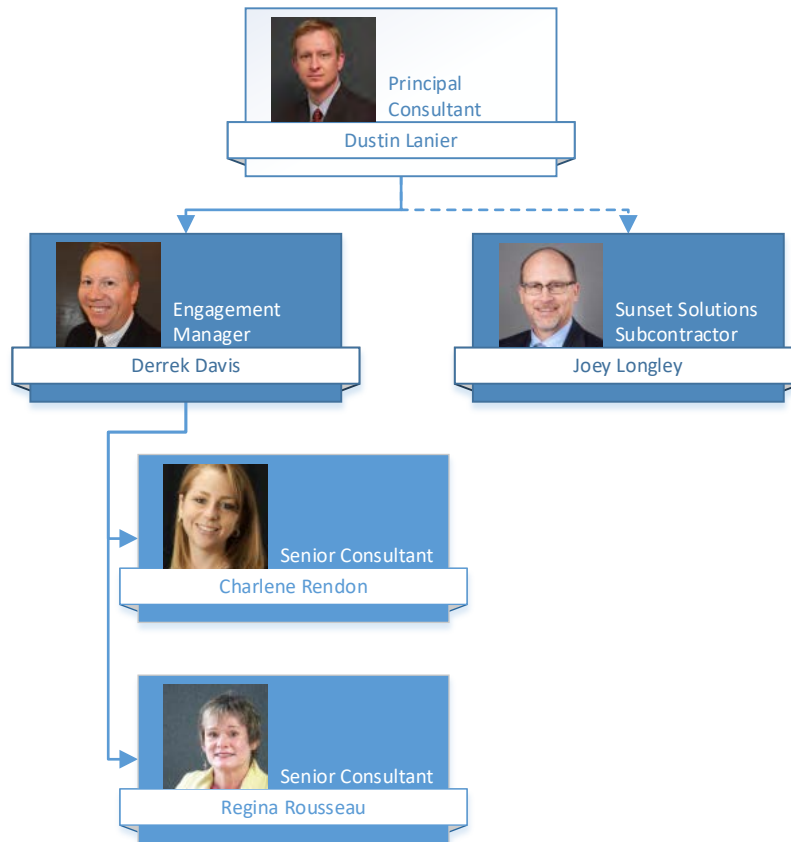 Principal
Consultant
Dustin Lanier
Engagement
Manager
Derrek Davis
Sunset Solutions
Subcontractor
Joey Longley
Senior Consultant
Charlene Rendon
Senior Consultant
Regina Rousseau